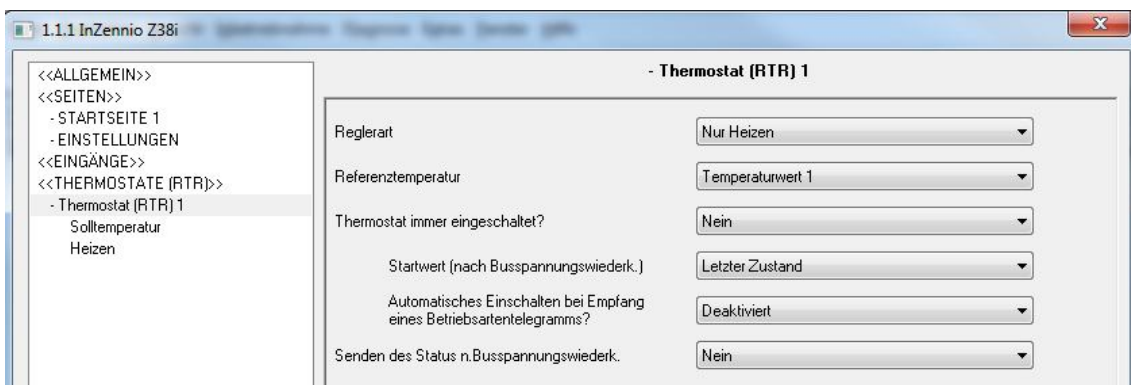 1.1.1 InZennio Z38i
<<ALLGEMEIN>>
<<SEITEN>>
- STARTSEITE 1
- EINSTELLUNGEN
<<EINGÄNGE>>
<<THERMOSTATE (RTR)>>
- Thermostat (RTR) 1
Solltemperatur
Heizen
- Thermostat (RTR) 1
Reglerart Nur Heizen
Referenztemperatur Temperaturwert 1
Thermostat immer eingeschaltet? Nein
Startwert (nach Busspannungswiederk.) Letzter Zustand
Automatisches Einschalten bei Empfang
eines Betriebsartentelegramms? Deaktiviert
Senden des Status n.Busspannungswiederk. Nein